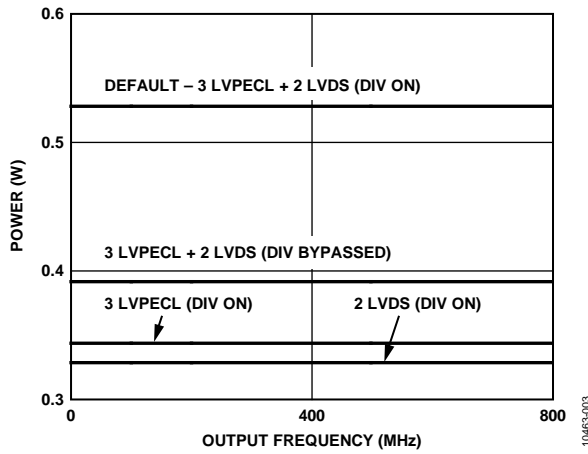 0.6
DEFAULT – 3 LVPECL + 2 LVDS (DIV ON)
0.5
POWER (W)
3 LVPECL + 2 LVDS (DIV BYPASSED)
0.4
3 LVPECL (DIV ON)
2 LVDS (DIV ON)
0.3
0
400
800
OUTPUT FREQUENCY (MHz)
10463-003